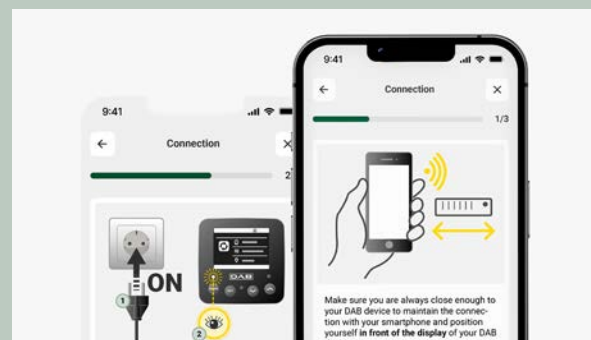 9:41
Connection
1/3
Make sure you are always close enough to
your DAB device to maintain the connec-
tion with your smartphone and position
yourself in front of the display of your DAB
9:41
Connection
2
ON
DAB
1
2